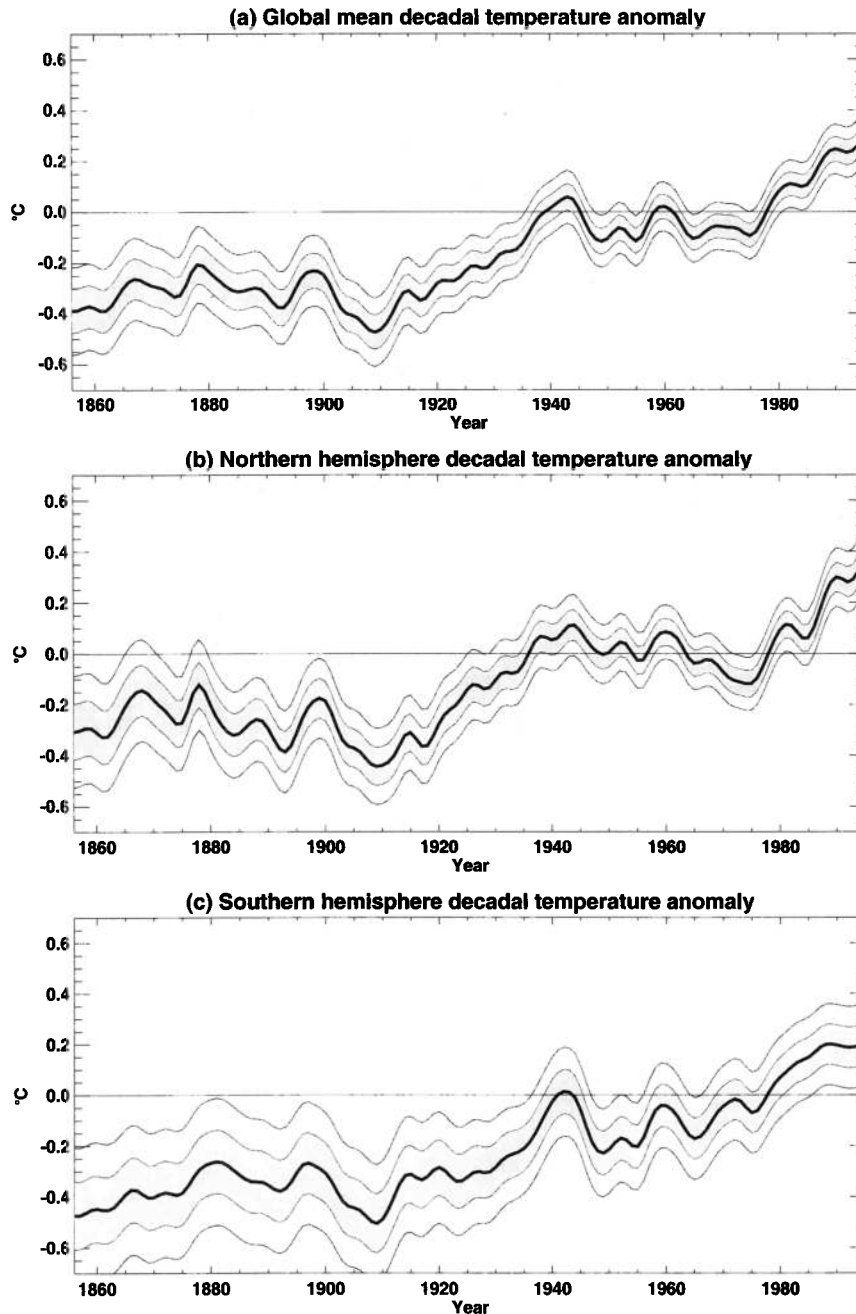 (a) Global mean decadal temperature anomaly
0.6
0.4
0.2
0.0
-0.2
-0.4
-0.6
°C
1860 1880 1900 1920 1940 1960 1980
Year
(b) Northern hemisphere decadal temperature anomaly
0.6
0.4
0.2
0.0
-0.2
-0.4
-0.6
°C
1860 1880 1900 1920 1940 1960 1980
Year
(c) Southern hemisphere decadal temperature anomaly
0.6
0.4
0.2
0.0
-0.2
-0.4
-0.6
°C
1860 1880 1900 1920 1940 1960 1980
Year